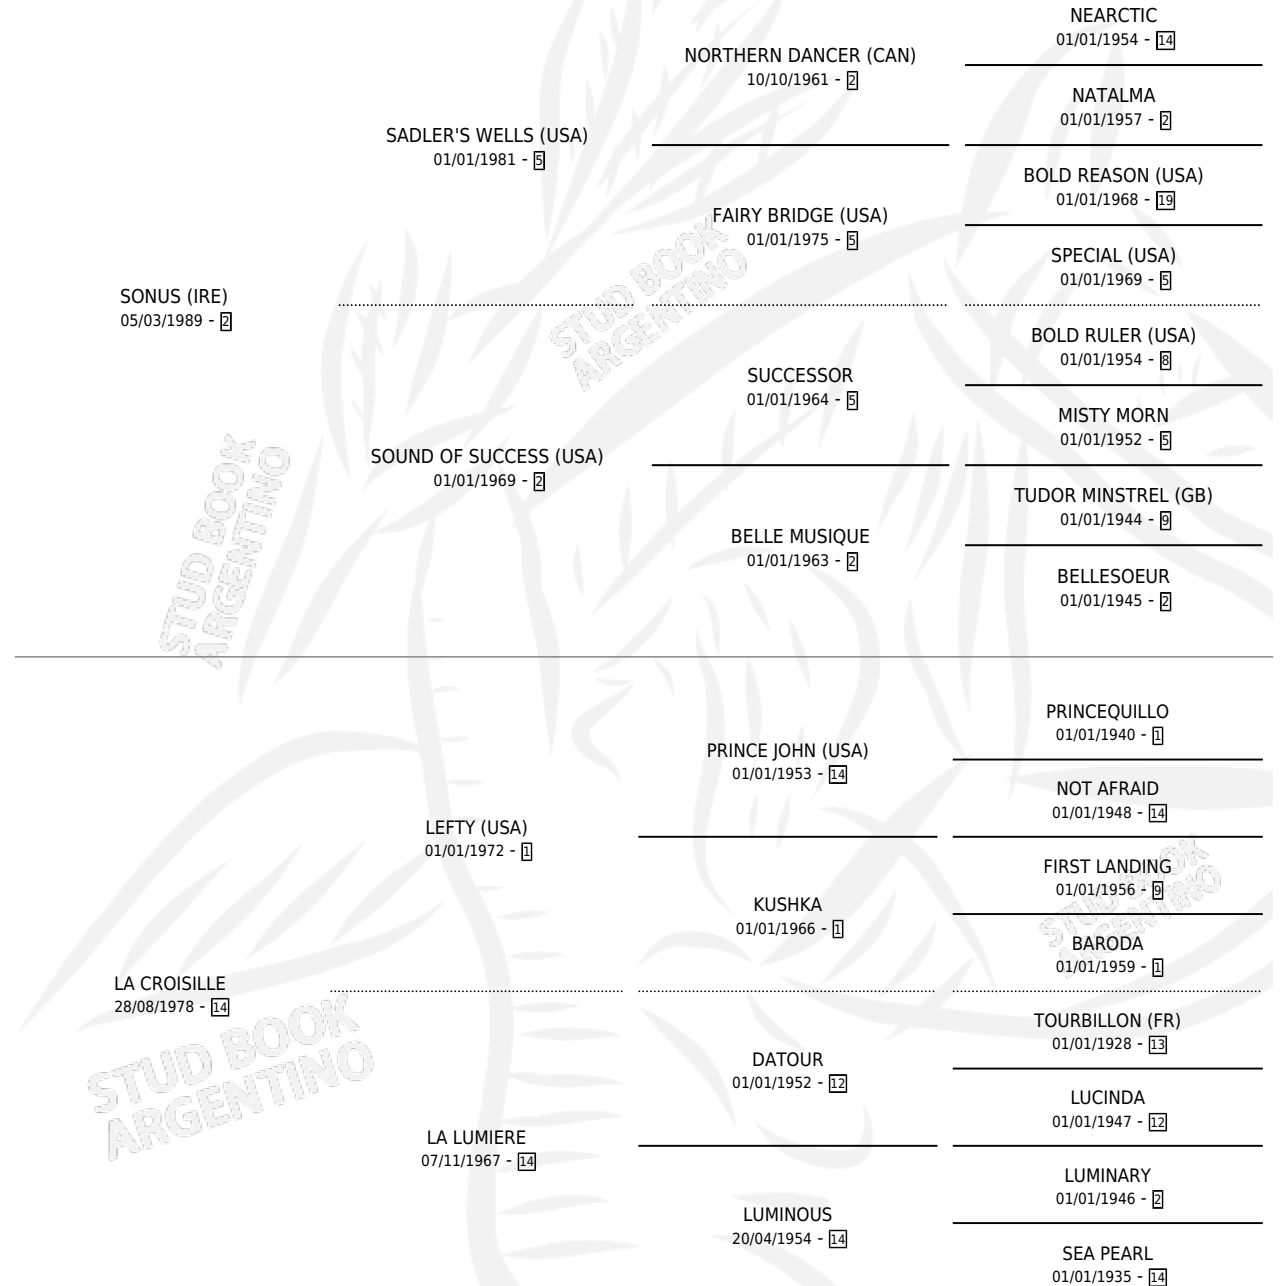 NEARCTIC
01/01/1954 - 14
NORTHERN DANCER (CAN)
10/10/1961 - 2
NATALMA
01/01/1957 - 2
SADLER'S WELLS (USA)
01/01/1981 - 5
BOLD REASON (USA)
01/01/1968 - 19
FAIRY BRIDGE (USA)
01/01/1975 - 5
SPECIAL (USA)
01/01/1969 - 5
SONUS (IRE)
05/03/1989 - 2
STUD BOOK
ARGENTINO
BOLD RULER (USA)
01/01/1954 - 8
SUCCESSOR
01/01/1964 - 5
MISTY MORN
01/01/1952 - 5
SOUND OF SUCCESS (USA)
01/01/1969 - 2
TUDOR MINSTREL (GB)
01/01/1944 - 9
BELLE MUSIQUE
01/01/1963 - 2
BELLESOEUR
01/01/1945 - 2
STUD BOOK
ARGENTINO
PRINCEQUILLO
01/01/1940 - 1
PRINCE JOHN (USA)
01/01/1953 - 14
NOT AFRAID
01/01/1948 - 14
LEFTY (USA)
01/01/1972 - 1
FIRST LANDING
01/01/1956 - 9
KUSHKA
01/01/1966 - 1
BARODA
01/01/1959 - 1
STUD BOOK
ARGENTINO
LA CROISILLE
28/08/1978 - 14
TOURBILLON (FR)
01/01/1928 - 13
DATOUR
01/01/1952 - 12
LUCINDA
01/01/1947 - 12
STUD BOOK
ARGENTINO
LA LUMIERE
07/11/1967 - 14
LUMINARY
01/01/1946 - 2
LUMINOUS
20/04/1954 - 14
SEA PEARL
01/01/1935 - 14